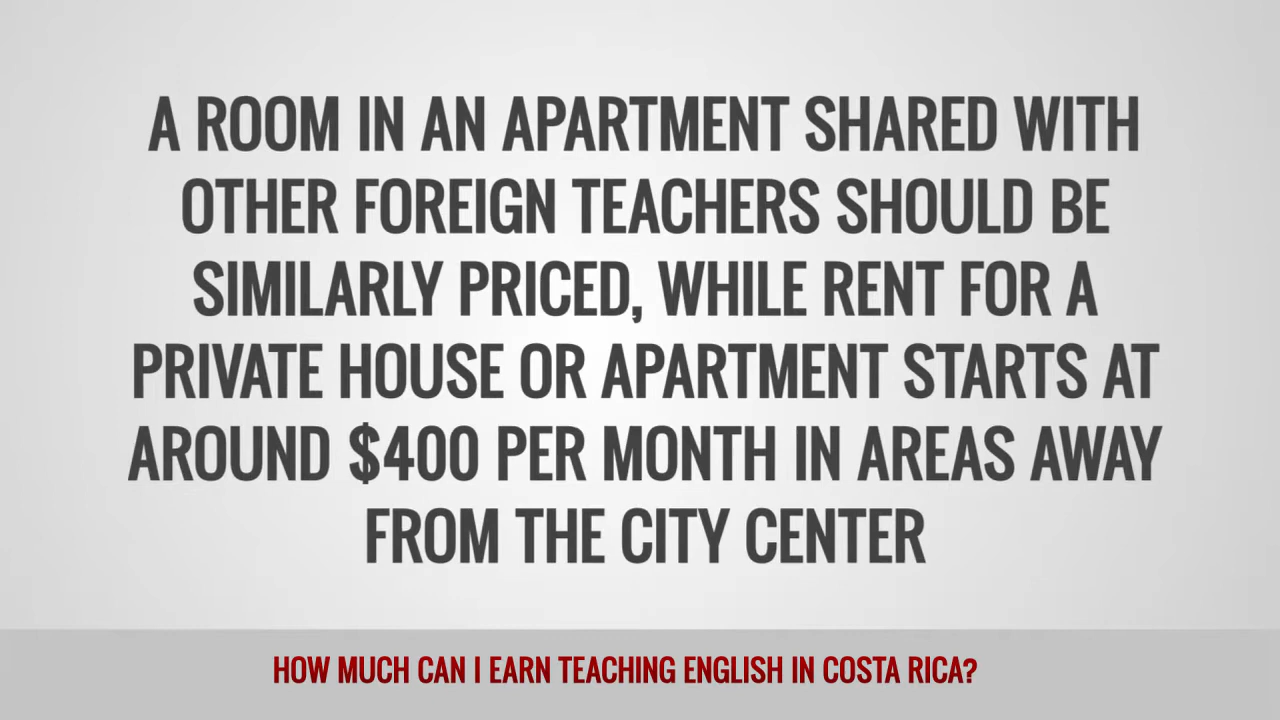 A ROOM IN AN APARTMENT SHARED WITH
OTHER FOREIGN TEACHERS SHOULD BE
SIMILARLY PRICED, WHILE RENT FOR A
PRIVATE HOUSE OR APARTMENT STARTS AT
AROUND $400 PER MONTH IN AREAS AWAY
FROM THE CITY CENTER
HOW MUCH CAN I EARN TEACHING ENGLISH IN COSTA RICA?